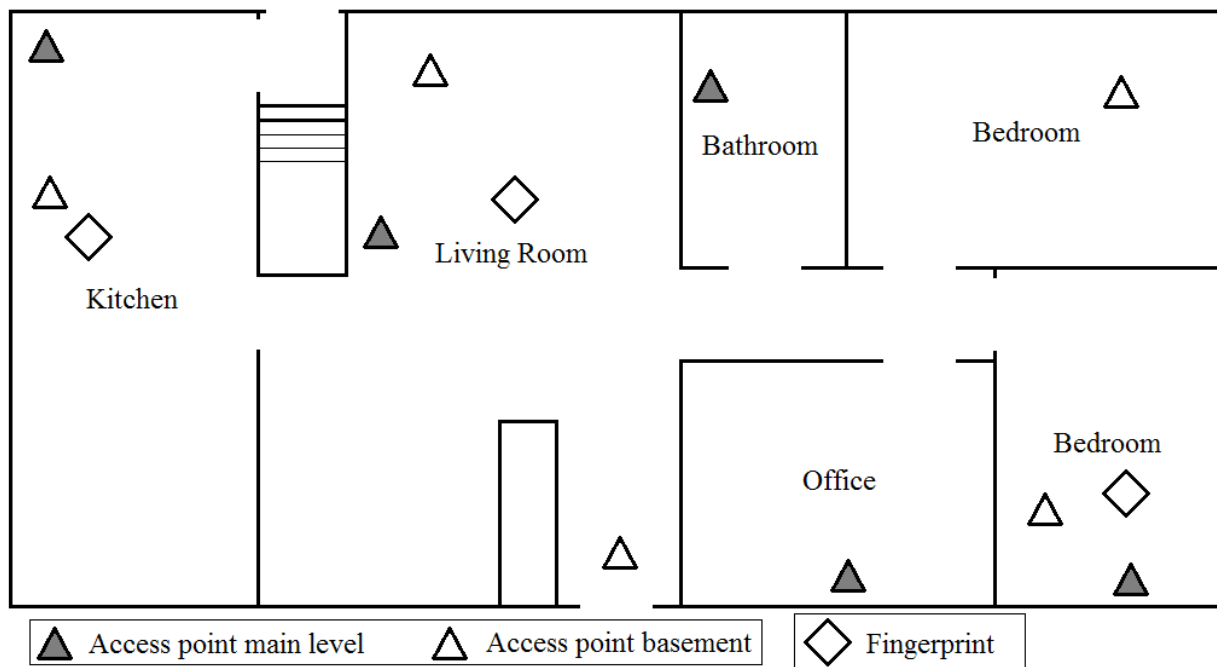 Bathroom
Bedroom
Living Room
Kitchen
Bedroom
Office
Access point main level
Access point basement
Fingerprint